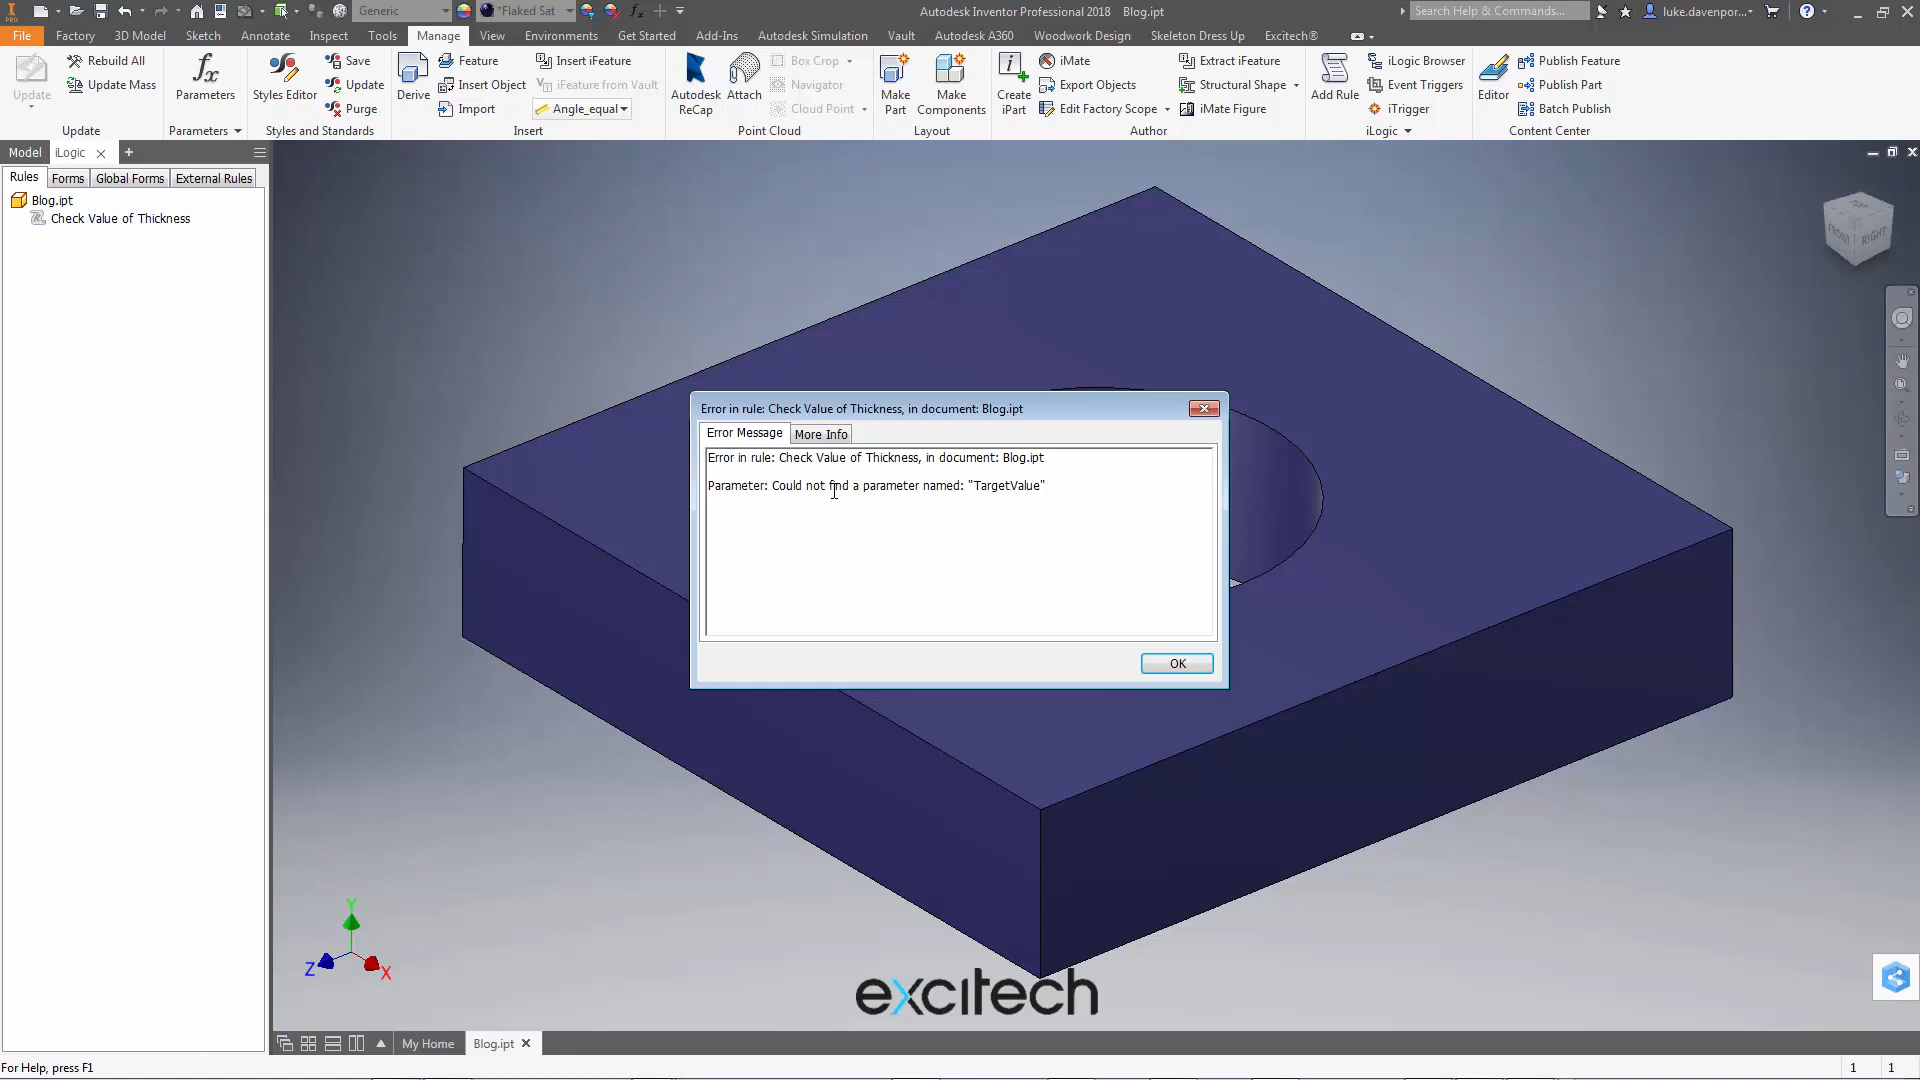 PRO
Generic
*Flaked Sat
Autodesk Inventor Professional 2018 Blog.ipt
Search Help & Commands...
luke.davenpor...
File Factory 3D Model Sketch Annotate Inspect Tools Manage View Environments Get Started Add-Ins Autodesk Simulation Vault Autodesk A360 Woodwork Design Skeleton Dress Up Excitech®
Update
Rebuild All
Update Mass
Update
fx
Parameters
Parameters
Styles Editor
Save
Update
Purge
Styles and Standards
Derive
Feature
Insert Object
Import
Insert iFeature
iFeature from Vault
Angle_equal
Insert
Autodesk
ReCap
Attach
Box Crop
Navigator
Cloud Point
Point Cloud
Make
Part
Make
Components
Layout
Create
iPart
iMate
Export Objects
Edit Factory Scope
Extract iFeature
Structural Shape
iMate Figure
Author
Add Rule
iLogic Browser
Event Triggers
iTrigger
iLogic
Editor
Publish Feature
Publish Part
Batch Publish
Content Center
Model iLogic
Rules Forms Global Forms External Rules
Blog.ipt
Check Value of Thickness
TOP
FRONT
RIGHT
Error in rule: Check Value of Thickness, in document: Blog.ipt
Error Message More Info
Error in rule: Check Value of Thickness, in document: Blog.ipt
Parameter: Could not find a parameter named: "TargetValue"
OK
Y
Z
X
excitech
My Home Blog.ipt
For Help, press F1
1 1